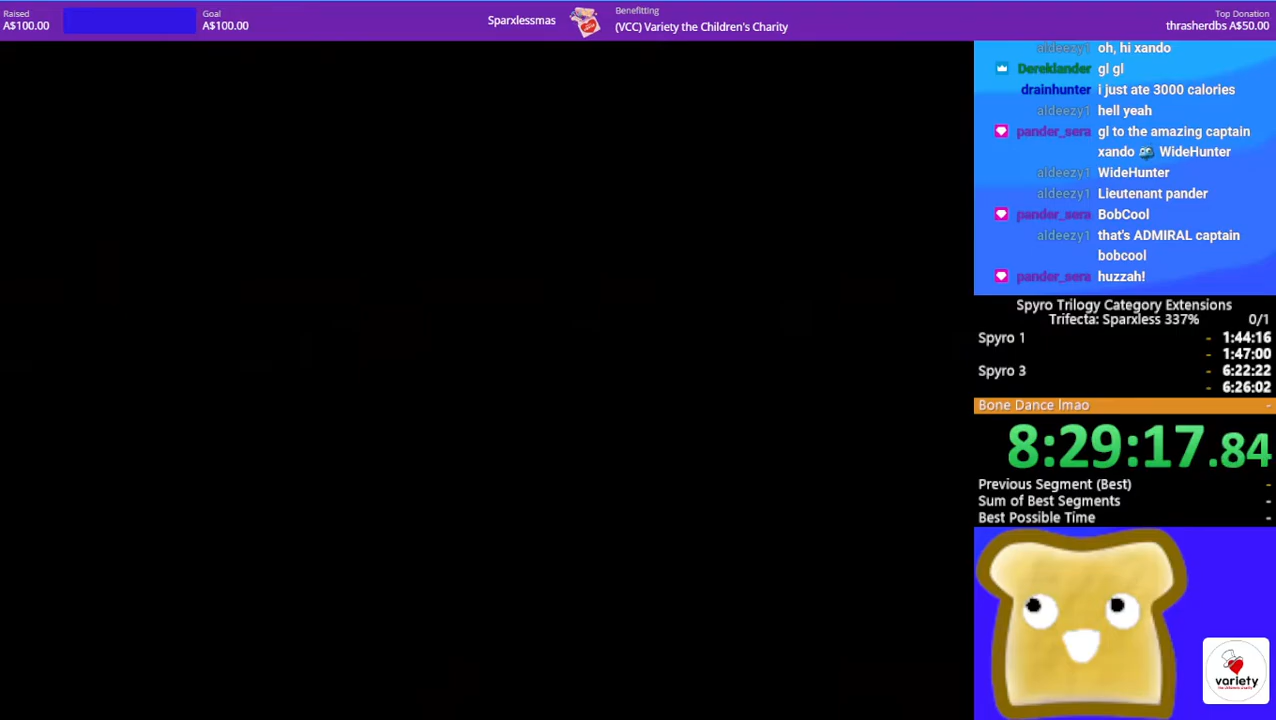 Raised
A$100.00
Goal
A$100.00
Sparxlessmas
Benefitting
(VCC) Variety the Children's Charity
Top Donation
thrasherdbs A$50.00
aldeezy1 oh, hi xando
Dereklander gl gl
drainhunter i just ate 3000 calories
aldeezy1 hell yeah
pander_sera gl to the amazing captain
xando WideHunter
aldeezy1 WideHunter
aldeezy1 Lieutenant pander
pander_sera BobCool
aldeezy1 that's ADMIRAL captain
bobcool
pander_sera huzzah!
Spyro Trilogy Category Extensions
Trifecta: Sparxless 337% 0/1
Spyro 1 - 1:44:16
- 1:47:00
Spyro 3 - 6:22:22
- 6:26:02
Bone Dance lmao -
8:29:17.84
Previous Segment (Best) -
Sum of Best Segments -
Best Possible Time -
variety